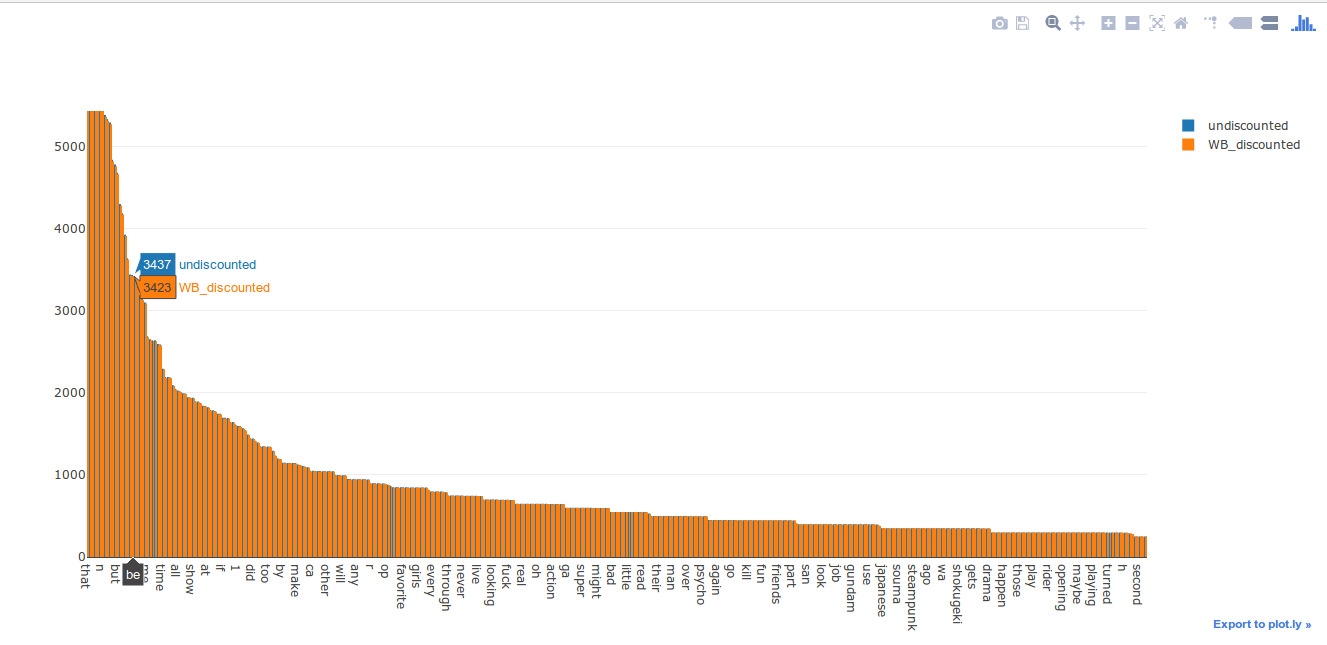 undiscounted
WB_discounted
5000
4000
3000
2000
1000
0
3437 undiscounted
3423 WB_discounted
that
n
but
be
me
time
all
show
at
if
1
did
too
by
make
ca
other
will
any
r
op
favorite
girls
every
through
never
live
looking
fuck
real
oh
action
ga
super
might
bad
little
read
their
man
over
psycho
again
go
kill
fun
friends
part
san
look
job
gundam
use
japanese
souma
steampunk
ago
wa
shokugeki
gets
drama
happen
those
play
rider
opening
maybe
playing
turned
h
second
Export to plot.ly »